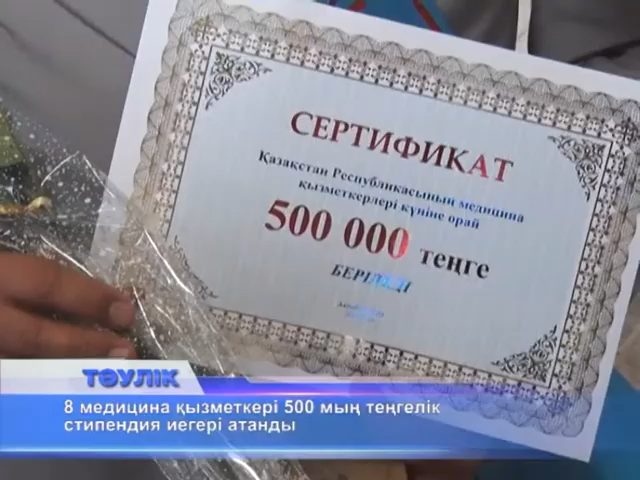 СЕРТИФИКАТ
Қазақстан Республикасының медицина
қызметкерлері күніне орай
500 000 теңге
БЕРІЛЕДІ
ТӘУЛІК
8 медицина қызметкері 500 мың теңгелік
стипендия иегері атанды